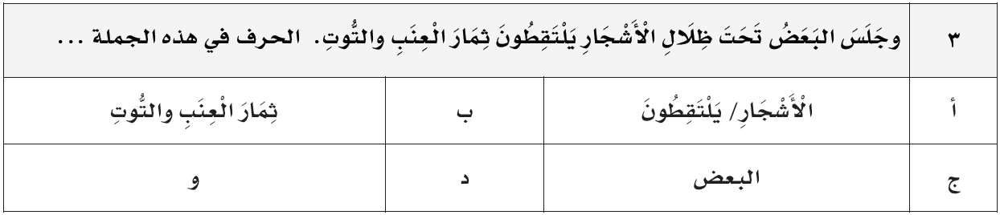 ٣ وجَلَسَ البَعَضُ تَحَتَ ظِلَالِ الْأَشْجَارِ يَلْتَقِطُونَ ثِمَارَ الْعِنَبِ والتُّوتِ. الحرف في هذه الجملة ...
أ الْأَشْجَارِ/ يَلْتَقِطُونَ ب ثِمَارَ الْعِنَبِ والتُّوتِ
ج البعض د و